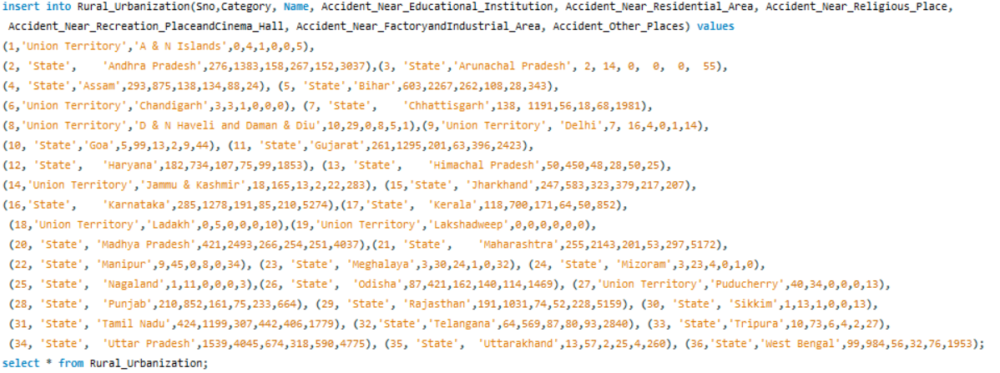 insert into Rural_Urbanization(Sno,Category, Name, Accident_Near_Educational_Institution, Accident_Near_Residential_Area, Accident_Near_Religious_Place,
Accident_Near_Recreation_PlaceandCinema_Hall, Accident_Near_FactoryandIndustrial_Area, Accident_Other_Places) values
(1,'Union Territory','A & N Islands',0,4,1,0,0,5),
(2, 'State', 'Andhra Pradesh',276,1383,158,267,152,3037),(3, 'State','Arunachal Pradesh', 2, 14, 0, 0, 0, 55),
(4, 'State','Assam',293,875,138,134,88,24), (5, 'State','Bihar',603,2267,262,108,28,343),
(6,'Union Territory','Chandigarh',3,3,1,0,0,0), (7, 'State', 'Chhattisgarh',138, 1191,56,18,68,1981),
(8,'Union Territory','D & N Haveli and Daman & Diu',10,29,0,8,5,1),(9,'Union Territory', 'Delhi',7, 16,4,0,1,14),
(10, 'State','Goa',5,99,13,2,9,44), (11, 'State','Gujarat',261,1295,201,63,396,2423),
(12, 'State', 'Haryana',182,734,107,75,99,1853), (13, 'State', 'Himachal Pradesh',50,450,48,28,50,25),
(14,'Union Territory','Jammu & Kashmir',18,165,13,2,22,283), (15,'State', 'Jharkhand',247,583,323,379,217,207),
(16,'State', 'Karnataka',285,1278,191,85,210,5274),(17,'State', 'Kerala',118,700,171,64,50,852),
(18,'Union Territory','Ladakh',0,5,0,0,0,10),(19,'Union Territory','Lakshadweep',0,0,0,0,0,0),
(20, 'State', 'Madhya Pradesh',421,2493,266,254,251,4037),(21, 'State', 'Maharashtra',255,2143,201,53,297,5172),
(22, 'State', 'Manipur',9,45,0,8,0,34), (23, 'State', 'Meghalaya',3,30,24,1,0,32), (24, 'State', 'Mizoram',3,23,4,0,1,0),
(25, 'State', 'Nagaland',1,11,0,0,0,3),(26, 'State', 'Odisha',87,421,162,140,114,1469), (27,'Union Territory','Puducherry',40,34,0,0,0,13),
(28, 'State', 'Punjab',210,852,161,75,233,664), (29, 'State', 'Rajasthan',191,1031,74,52,228,5159), (30, 'State', 'Sikkim',1,13,1,0,0,13),
(31, 'State', 'Tamil Nadu',424,1199,307,442,406,1779), (32,'State','Telangana',64,569,87,80,93,2840), (33, 'State','Tripura',10,73,6,4,2,27),
(34, 'State', 'Uttar Pradesh',1539,4045,674,318,590,4775), (35, 'State', 'Uttarakhand',13,57,2,25,4,260), (36,'State','West Bengal',99,984,56,32,76,1953);
select * from Rural_Urbanization;